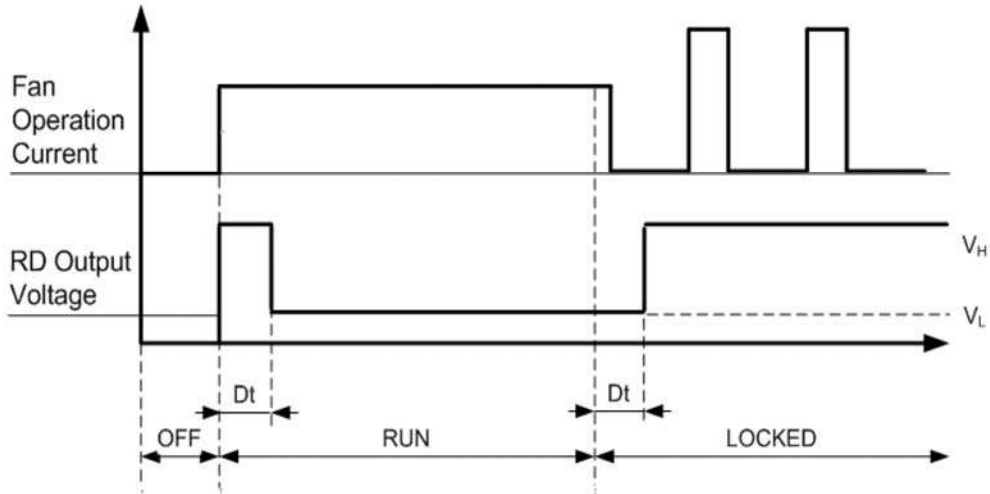 Fan
Operation
Current
RD Output
Voltage
VH
VL
Dt
Dt
OFF
RUN
LOCKED